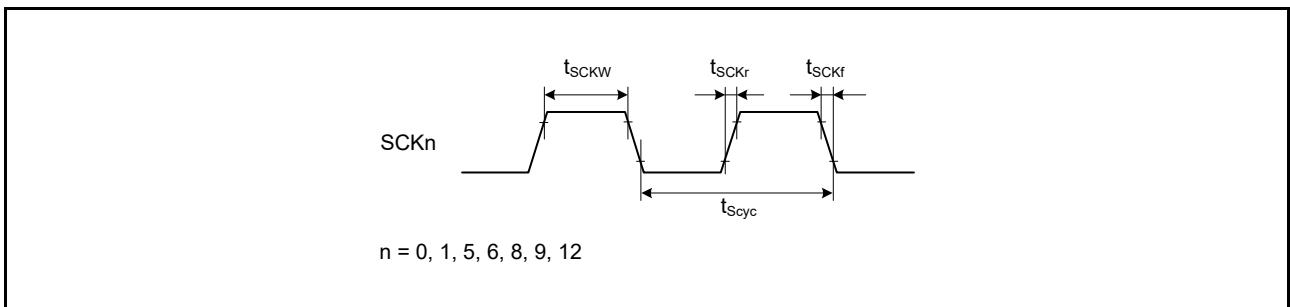 tSCKW tSCKr tSCKf
SCKn
tScyc
n = 0, 1, 5, 6, 8, 9, 12